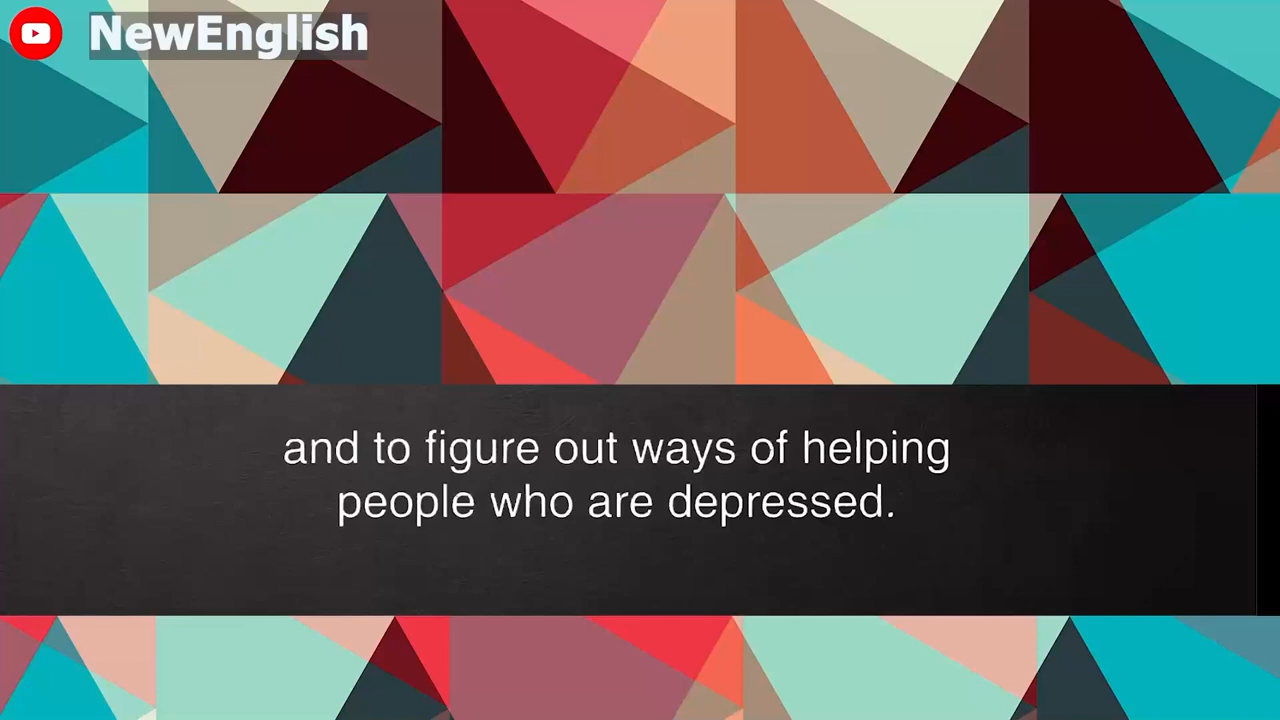 NewEnglish
and to figure out ways of helping
people who are depressed.